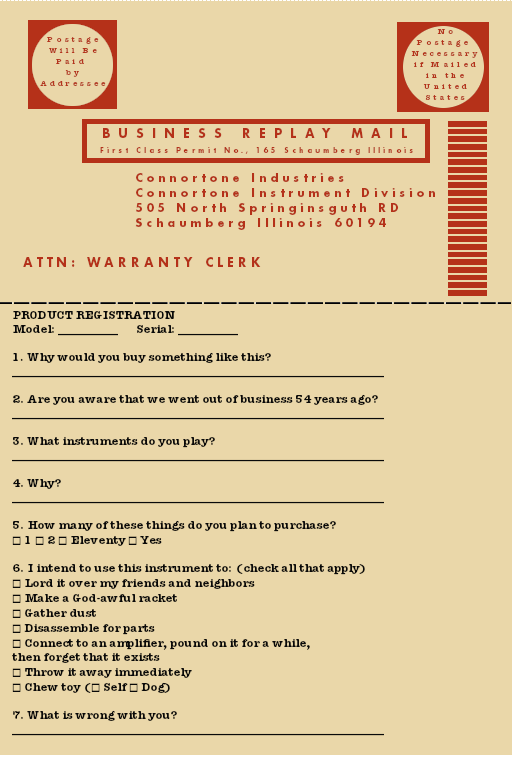 Postage
Will Be
Paid
by
Addressee
No
Postage
Necessary
if Mailed
in the
United
States
BUSINESS REPLAY MAIL
First Class Permit No., 165 Schaumberg Illinois
Connortone Industries
Connortone Instrument Division
505 North Springinsguth RD
Schaumberg Illinois 60194
ATTN: WARRANTY CLERK
PRODUCT REGISTRATION
Model: ________ Serial: ________
1. Why would you buy something like this?
2. Are you aware that we went out of business 54 years ago?
3. What instruments do you play?
4. Why?
5. How many of these things do you plan to purchase?
□ 1 □ 2 □ Eleventy □ Yes
6. I intend to use this instrument to: (check all that apply)
□ Lord it over my friends and neighbors
□ Make a God-awful racket
□ Gather dust
□ Disassemble for parts
□ Connect to an amplifier, pound on it for a while,
then forget that it exists
□ Throw it away immediately
□ Chew toy (□ Self □ Dog)
7. What is wrong with you?